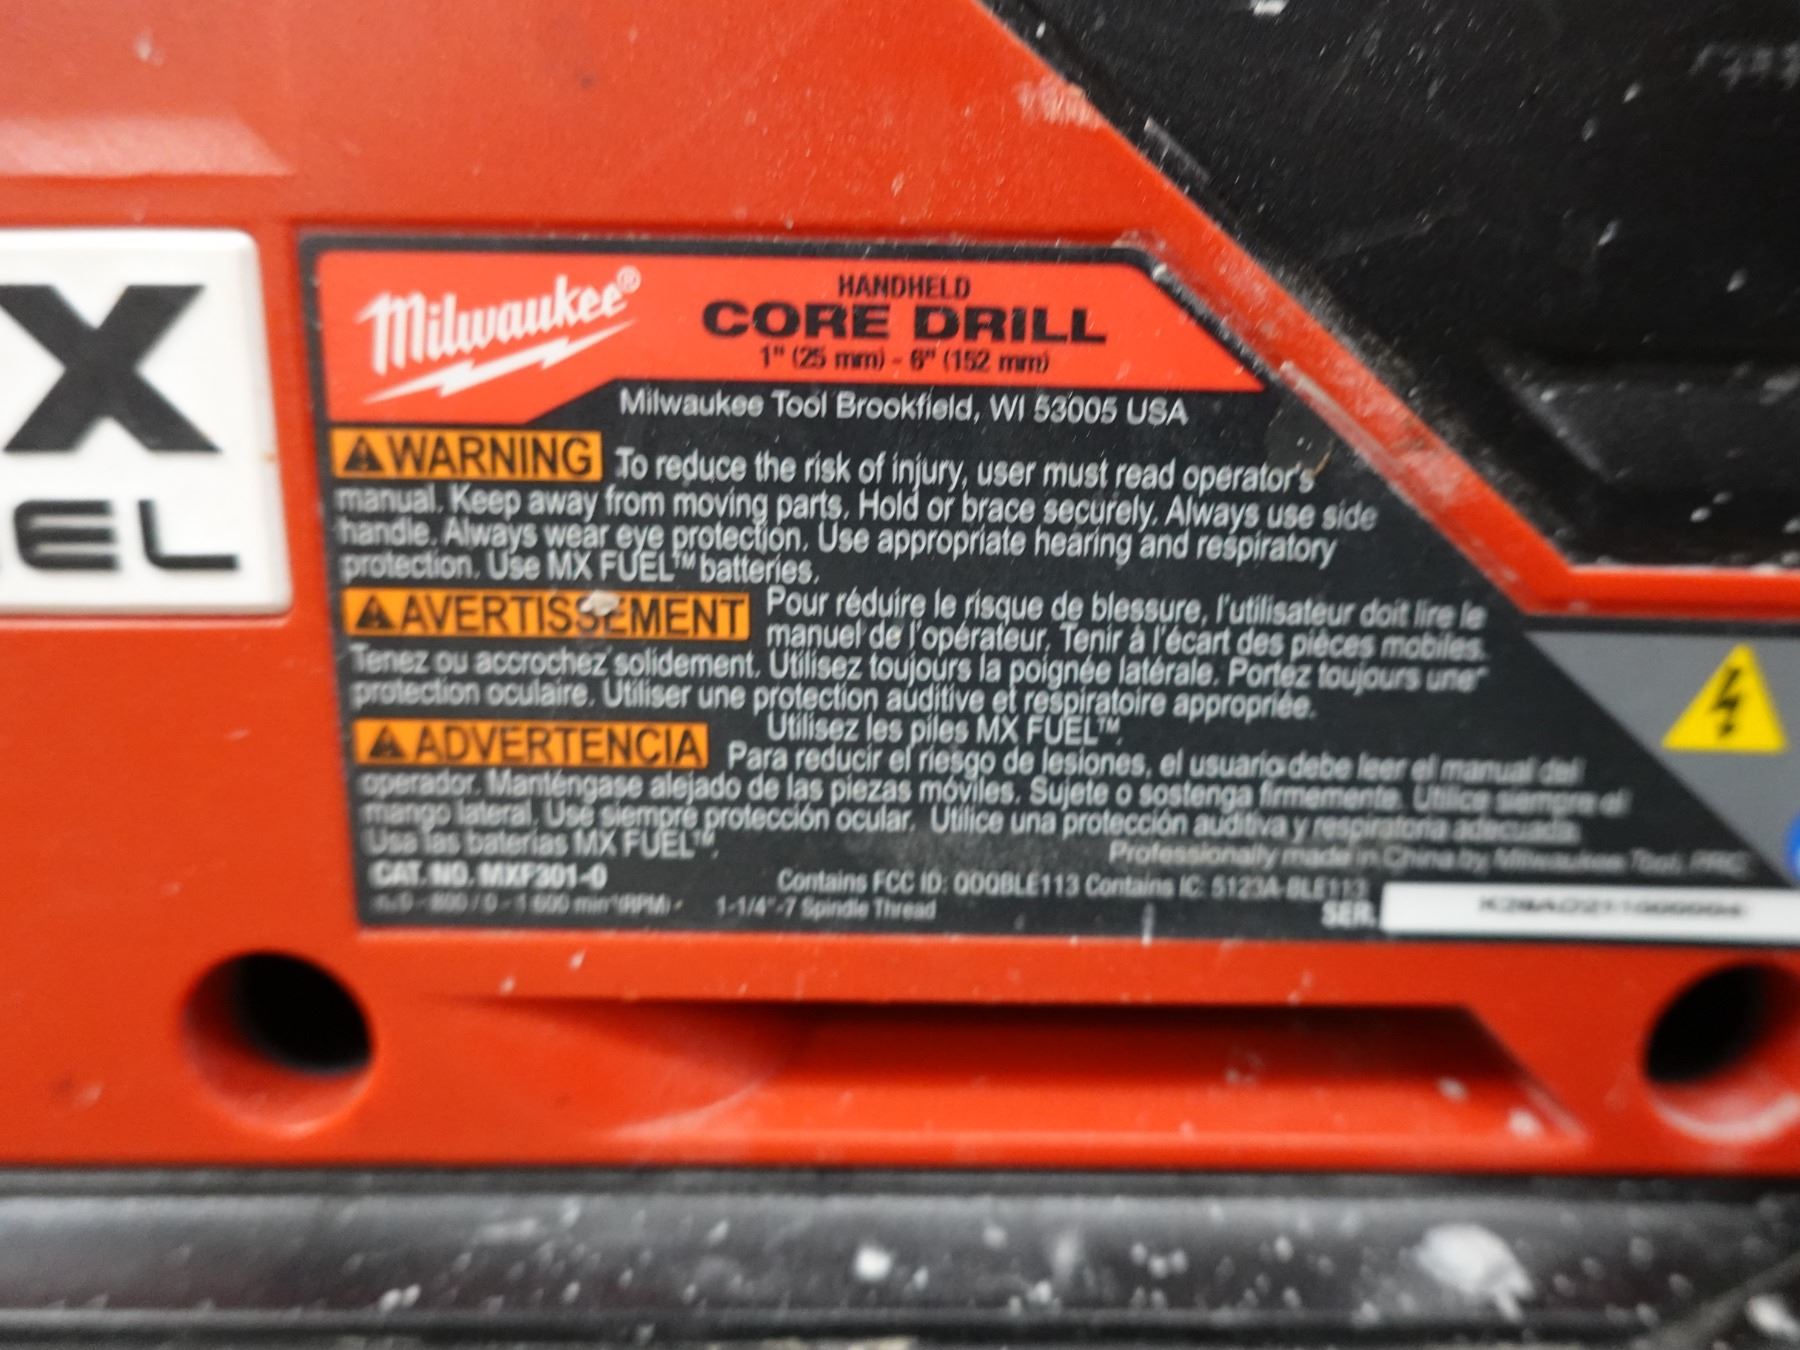 X
EL
Milwaukee®
HANDHELD
CORE DRILL
1" (25 mm) - 6" (152 mm)
Milwaukee Tool Brookfield, WI 53005 USA
WARNING To reduce the risk of injury, user must read operator's
manual. Keep away from moving parts. Hold or brace securely. Always use side
handle. Always wear eye protection. Use appropriate hearing and respiratory
protection. Use MX FUEL™ batteries.
AVERTISSEMENT Pour réduire le risque de blessure, l'utilisateur doit lire le
manuel de l'opérateur. Tenir à l'écart des pièces mobiles.
Tenez ou accrochez solidement. Utilisez toujours la poignée latérale. Portez toujours une
protection oculaire. Utiliser une protection auditive et respiratoire appropriée.
Utilisez les piles MX FUEL™.
ADVERTENCIA Para reducir el riesgo de lesiones, el usuario debe leer el manual del
operador. Manténgase alejado de las piezas móviles. Sujete o sostenga firmemente. Utilice siempre el
mango lateral. Use siempre protección ocular. Utilice una protección auditiva y respiratoria adecuada.
Usa las baterías MX FUEL™.
Professionally made in China by Milwaukee Tool, PRC
CAT. NO. MXF301-0
Contains FCC ID: OOQBLE113 Contains IC: 5123A-BLE113
1-1/4"-7 Spindle Thread
SER.